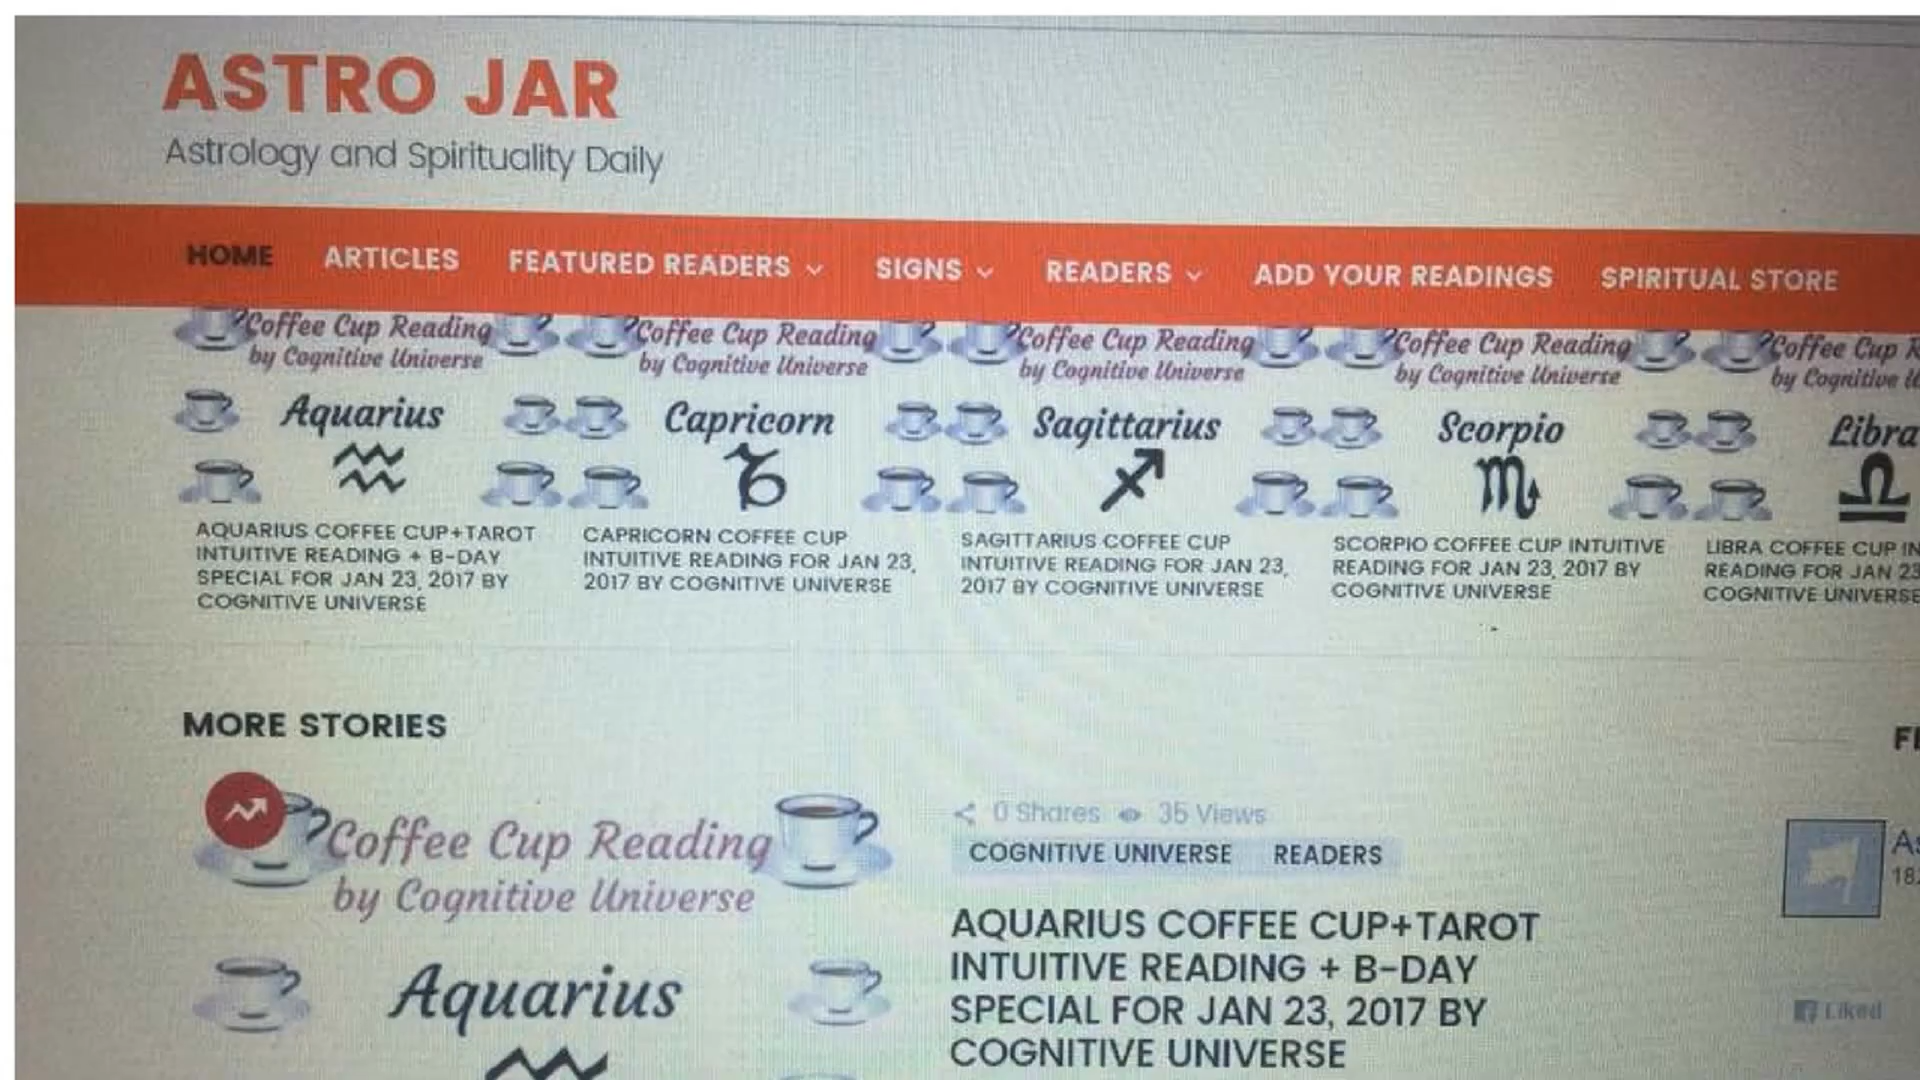 ASTRO JAR
Astrology and Spirituality Daily
HOME ARTICLES FEATURED READERS SIGNS READERS ADD YOUR READINGS SPIRITUAL STORE
Coffee Cup Reading
by Cognitive Universe
Aquarius
AQUARIUS COFFEE CUP+TAROT
INTUITIVE READING + B-DAY
SPECIAL FOR JAN 23, 2017 BY
COGNITIVE UNIVERSE
Coffee Cup Reading
by Cognitive Universe
Capricorn
CAPRICORN COFFEE CUP
INTUITIVE READING FOR JAN 23,
2017 BY COGNITIVE UNIVERSE
Coffee Cup Reading
by Cognitive Universe
Sagittarius
SAGITTARIUS COFFEE CUP
INTUITIVE READING FOR JAN 23,
2017 BY COGNITIVE UNIVERSE
Coffee Cup Reading
by Cognitive Universe
Scorpio
SCORPIO COFFEE CUP INTUITIVE
READING FOR JAN 23, 2017 BY
COGNITIVE UNIVERSE
Coffee Cup
by Cognitive
Libra
LIBRA COFFEE CUP
READING FOR JAN 23
COGNITIVE UNIVERSE
MORE STORIES
Coffee Cup Reading
by Cognitive Universe
Aquarius
0 Shares 35 Views
COGNITIVE UNIVERSE READERS
AQUARIUS COFFEE CUP+TAROT
INTUITIVE READING + B-DAY
SPECIAL FOR JAN 23, 2017 BY
COGNITIVE UNIVERSE
Liked